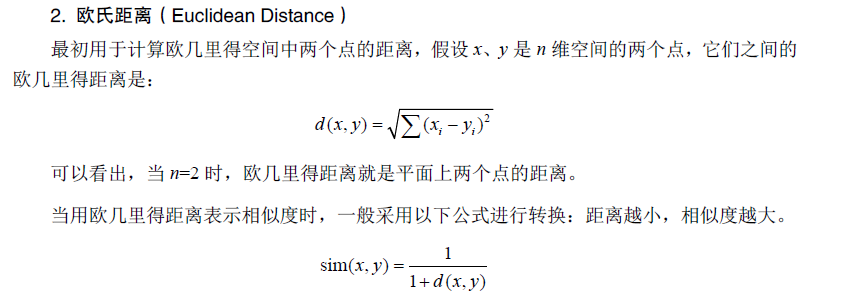 2. 欧氏距离（Euclidean Distance）
最初用于计算欧几里得空间中两个点的距离，假设 x、y 是 n 维空间的两个点，它们之间的
欧几里得距离是：
d(x, y) = √∑(xᵢ − yᵢ)²
可以看出，当 n=2 时，欧几里得距离就是平面上两个点的距离。
当用欧几里得距离表示相似度时，一般采用以下公式进行转换：距离越小，相似度越大。
sim(x, y) = 1 / (1 + d(x, y))